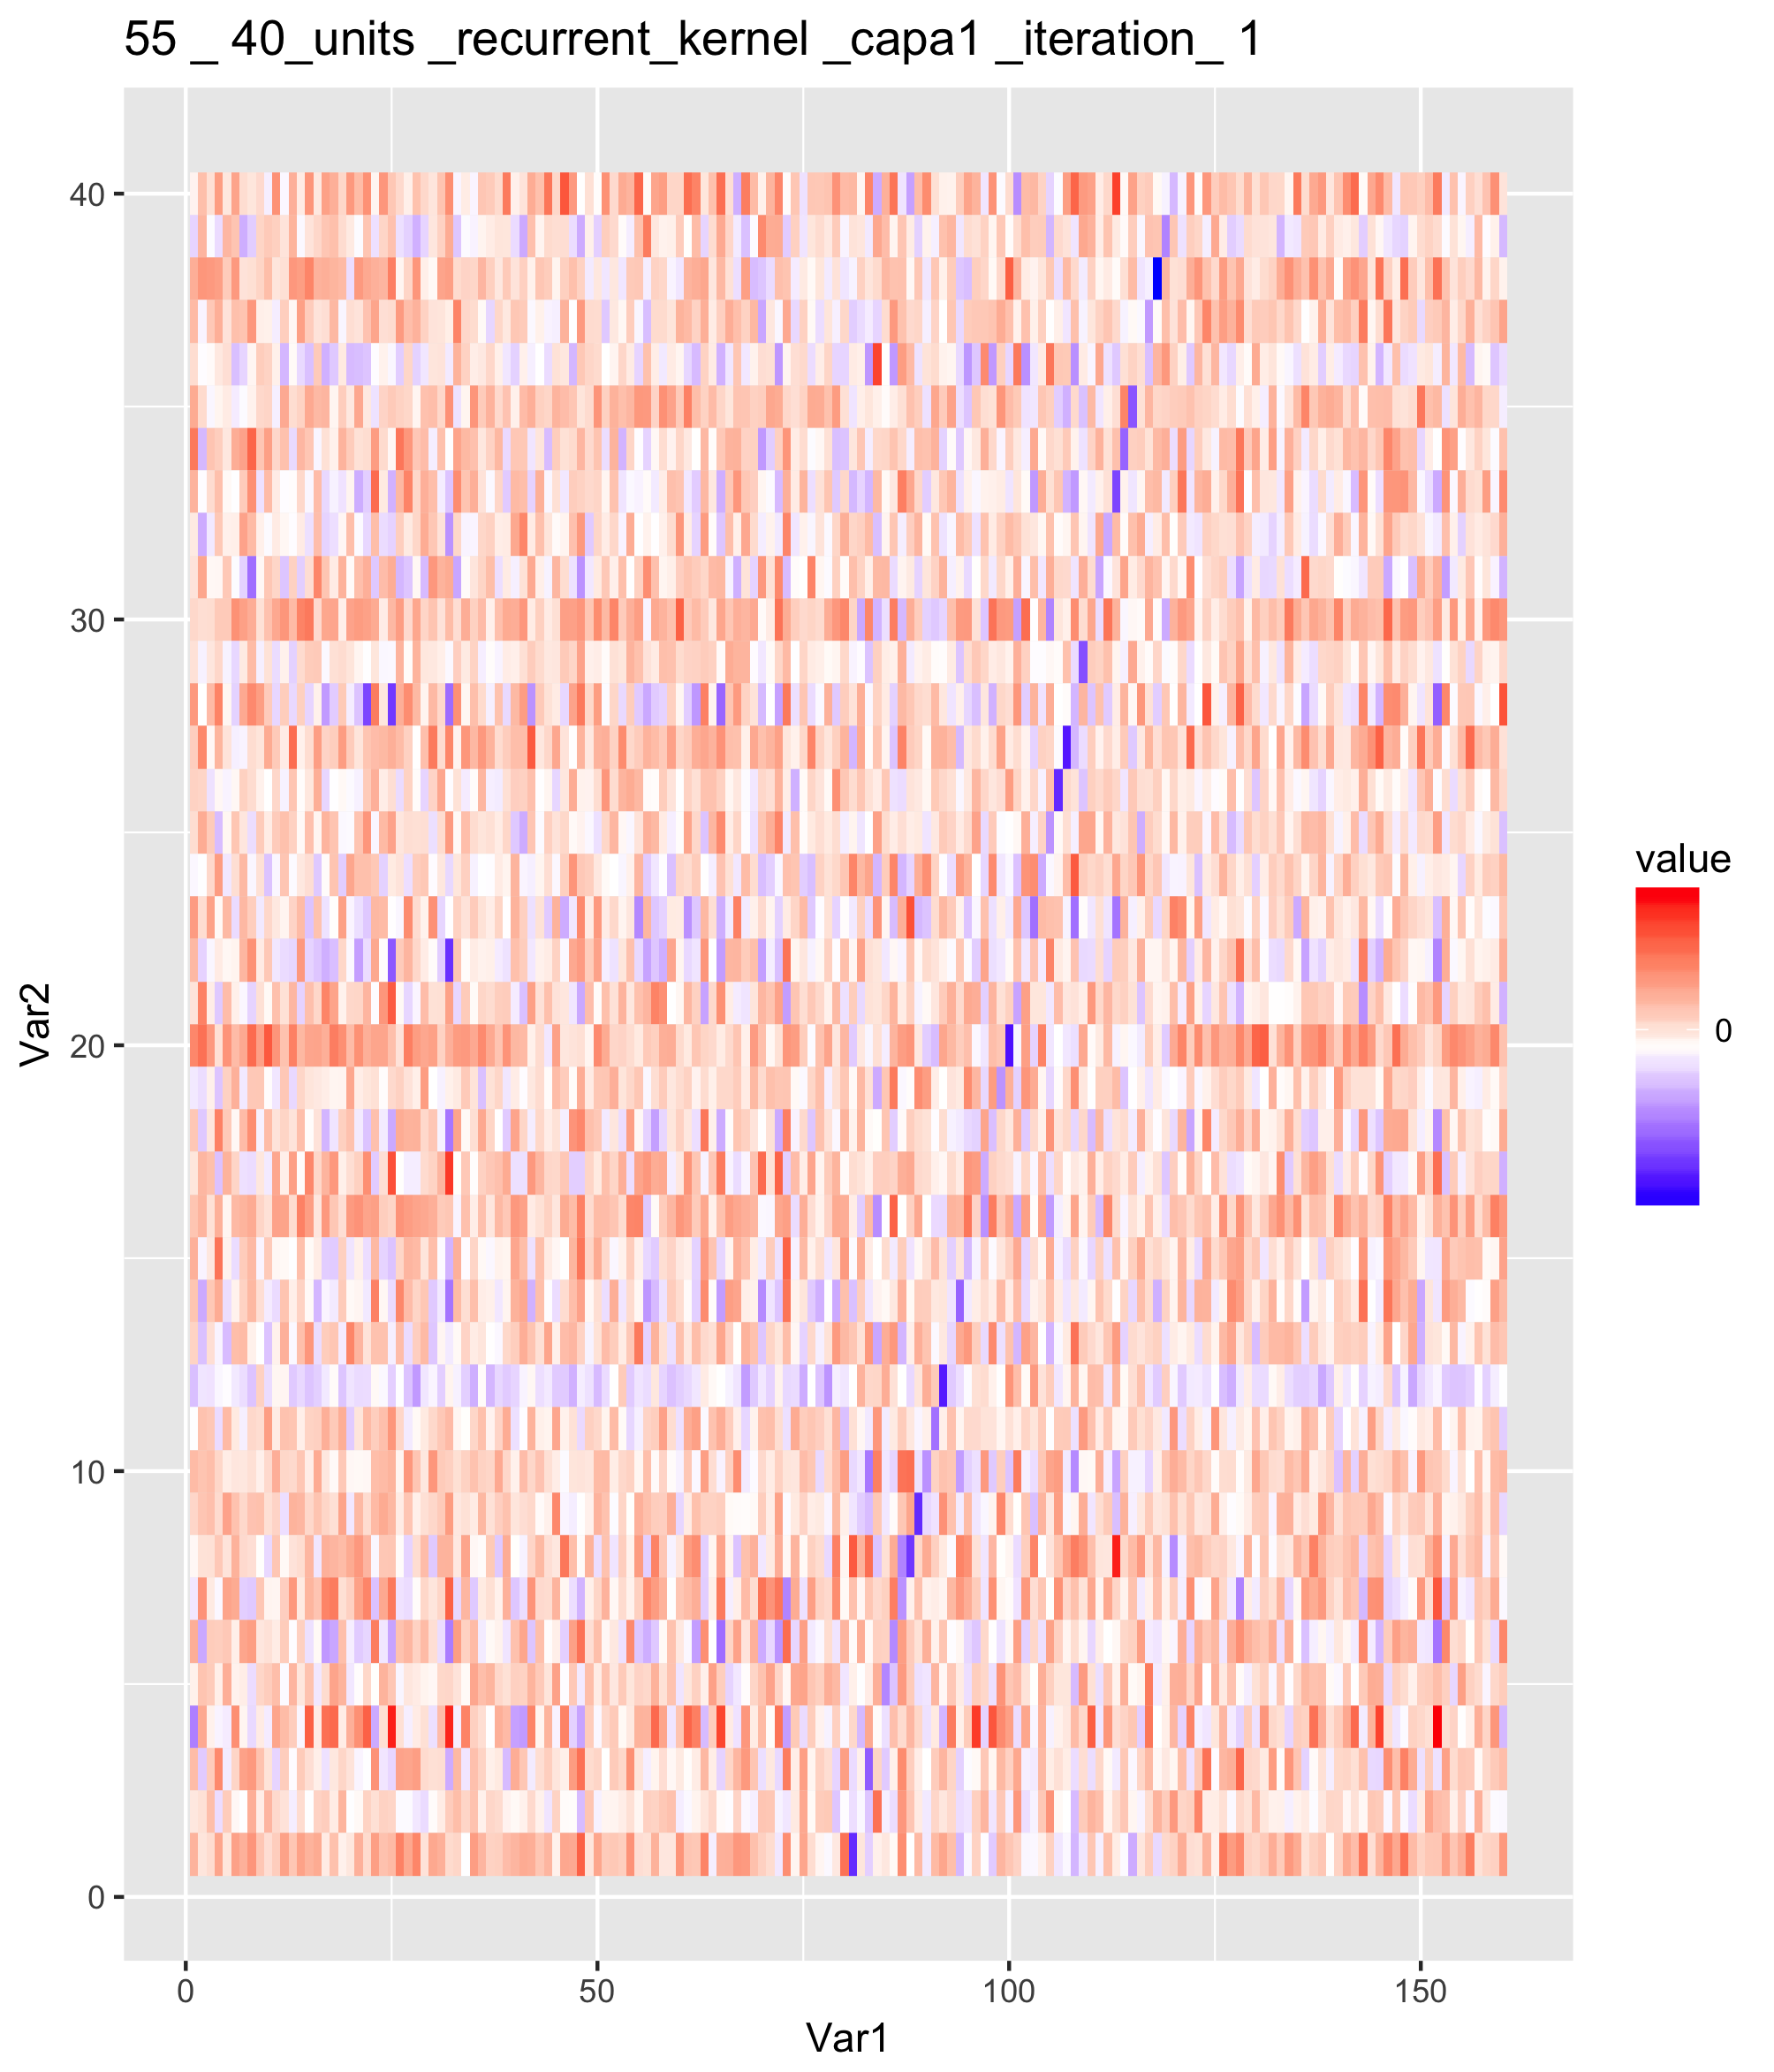 55 _ 40_units _recurrent_kernel _capa1 _iteration_ 1
40
30
20
10
0
Var2
0
50
100
150
Var1
value
0